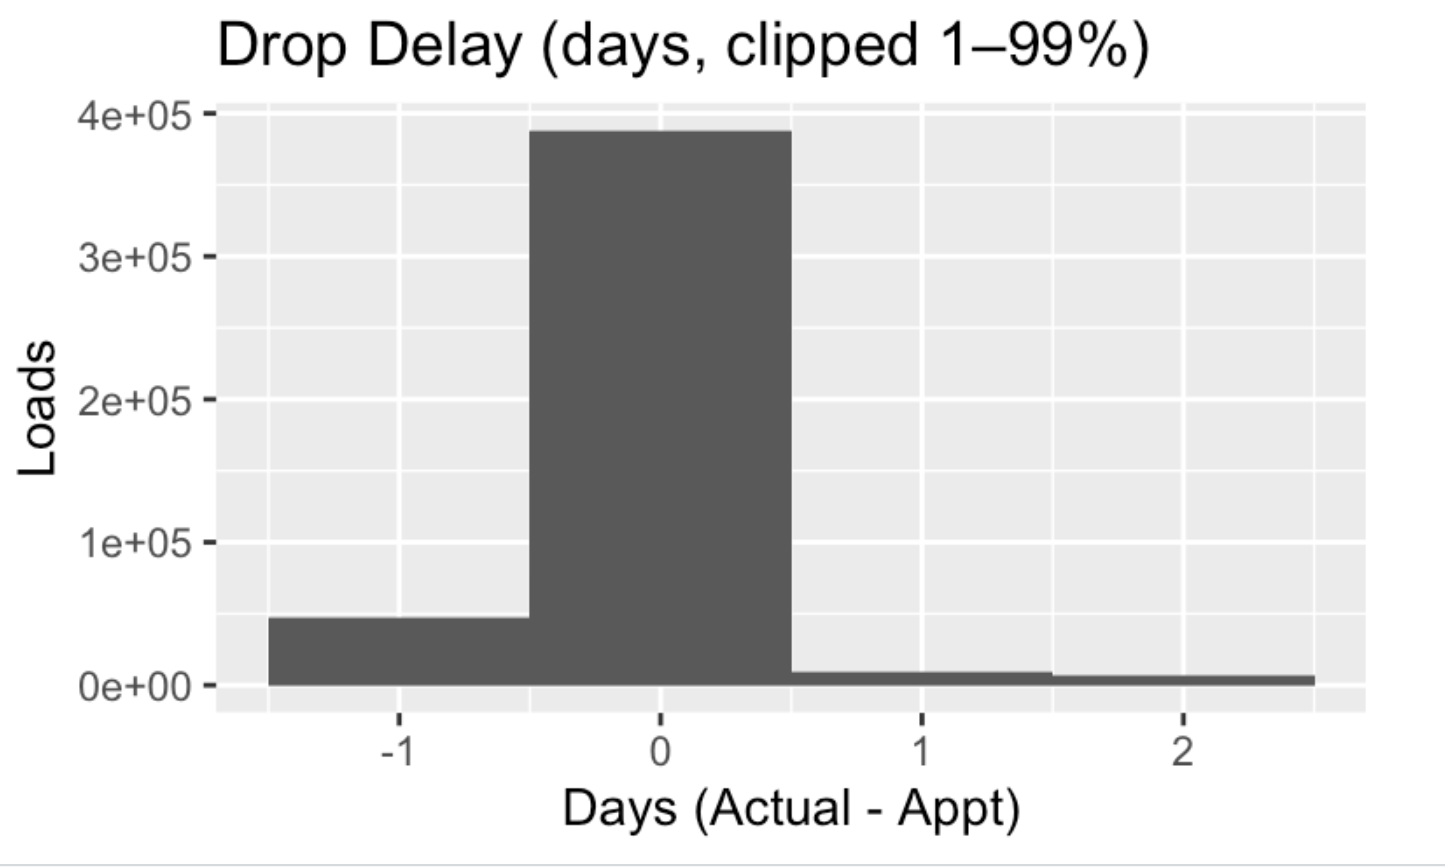 Drop Delay (days, clipped 1–99%)
4e+05
3e+05
2e+05
1e+05
0e+00
Loads
-1 0 1 2
Days (Actual - Appt)